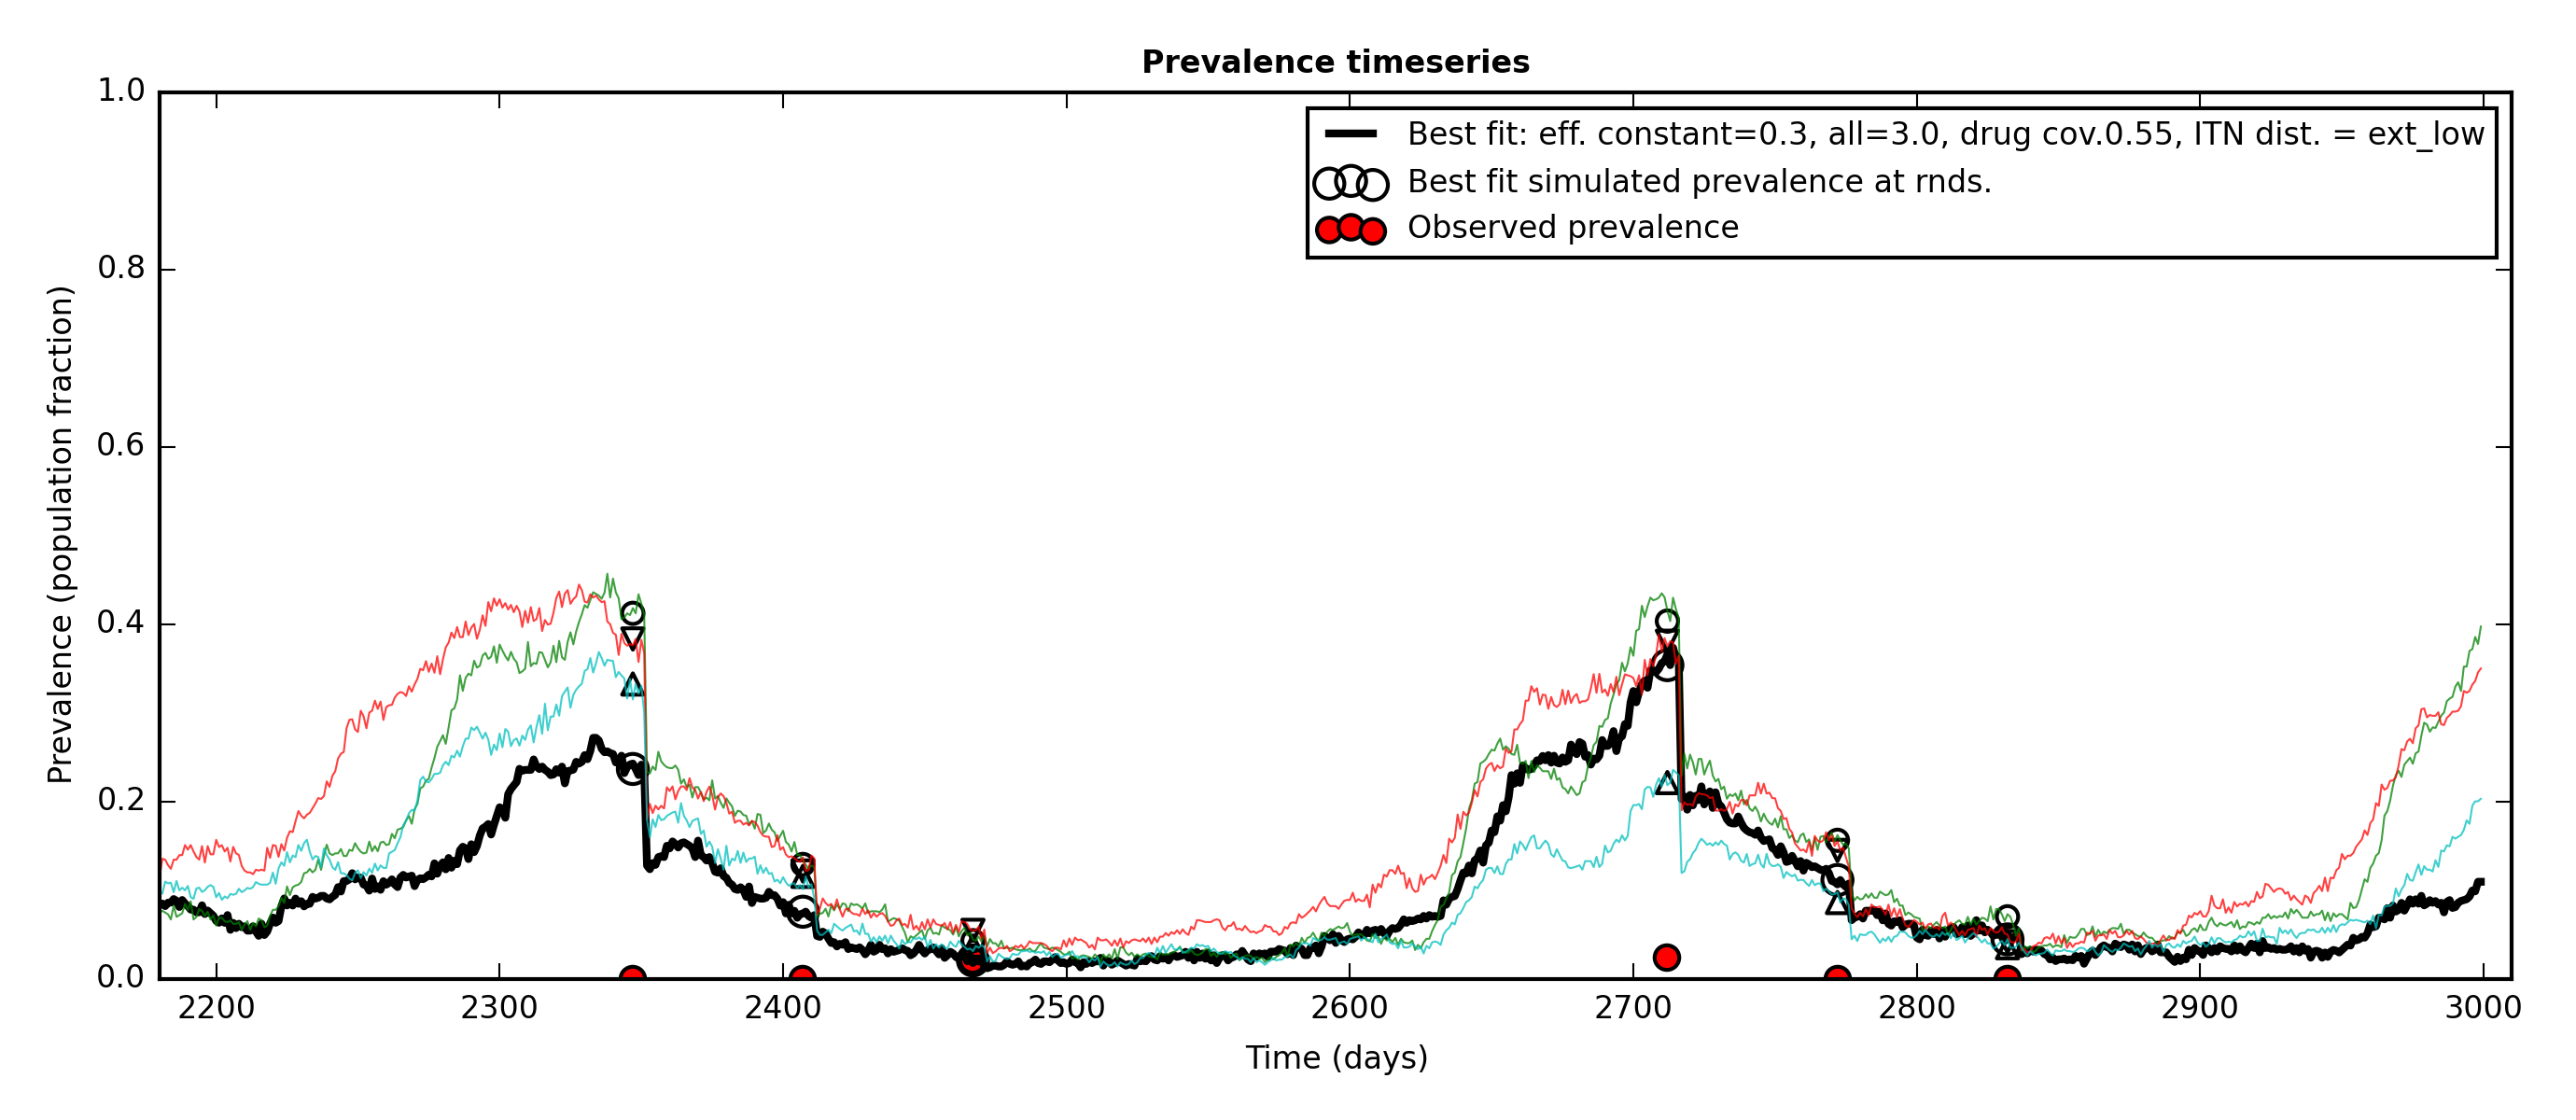 Prevalence timeseries
1.0
0.8
0.6
0.4
0.2
0.0
Prevalence (population fraction)
Best fit: eff. constant=0.3, all=3.0, drug cov.0.55, ITN dist. = ext_low
Best fit simulated prevalence at rnds.
Observed prevalence
2200 2300 2400 2500 2600 2700 2800 2900 3000
Time (days)